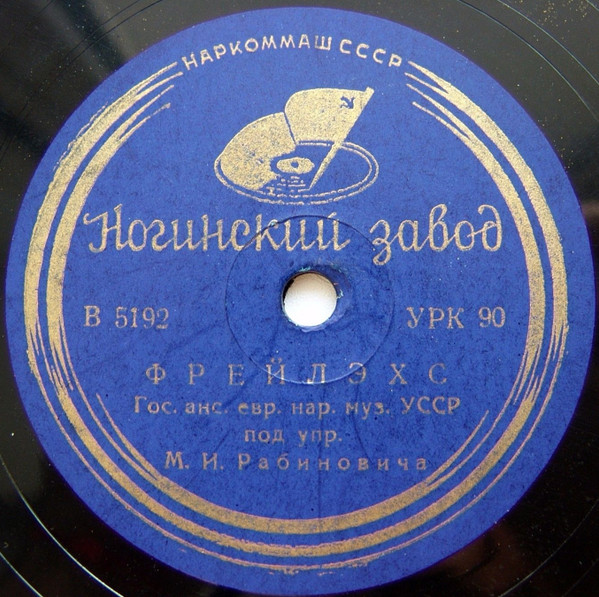 НАРКОММАШ СССР
Ногинский завод
В 5192 УРК 90
ФРЕЙЛЭХС
Гос. анс. евр. нар. муз. УССР
под упр.
М. И. Рабиновича